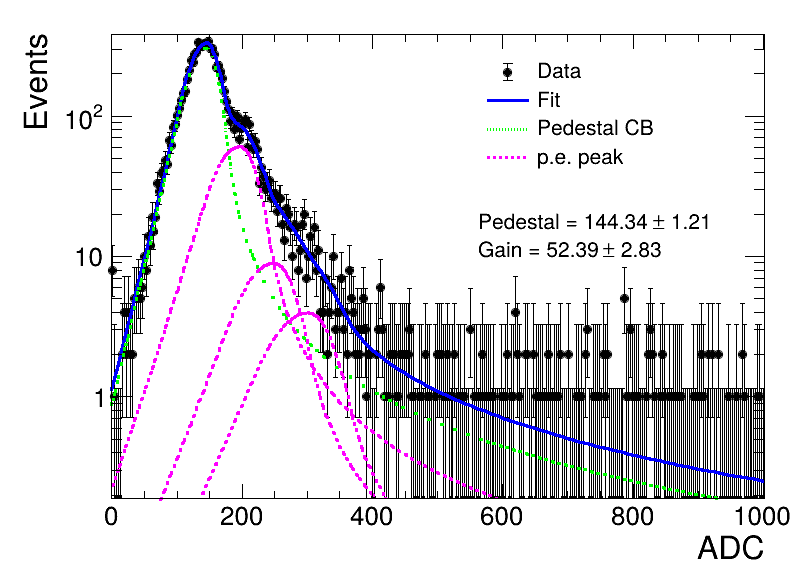 Events
10²
10
1
Data
Fit
Pedestal CB
p.e. peak
Pedestal = 144.34 ± 1.21
Gain = 52.39 ± 2.83
0 200 400 600 800 1000
ADC